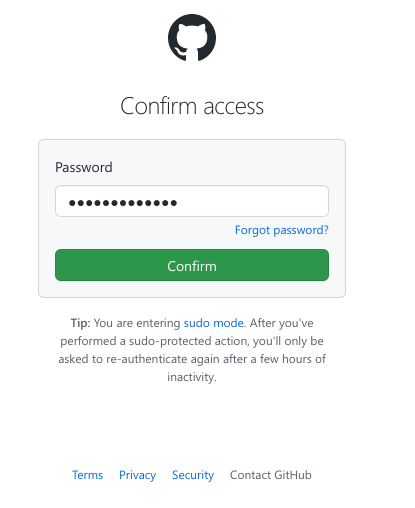 Confirm access
Password
●●●●●●●●●●●●●
Forgot password?
Confirm
Tip: You are entering sudo mode. After you've
performed a sudo-protected action, you'll only be
asked to re-authenticate again after a few hours of
inactivity.
Terms Privacy Security Contact GitHub